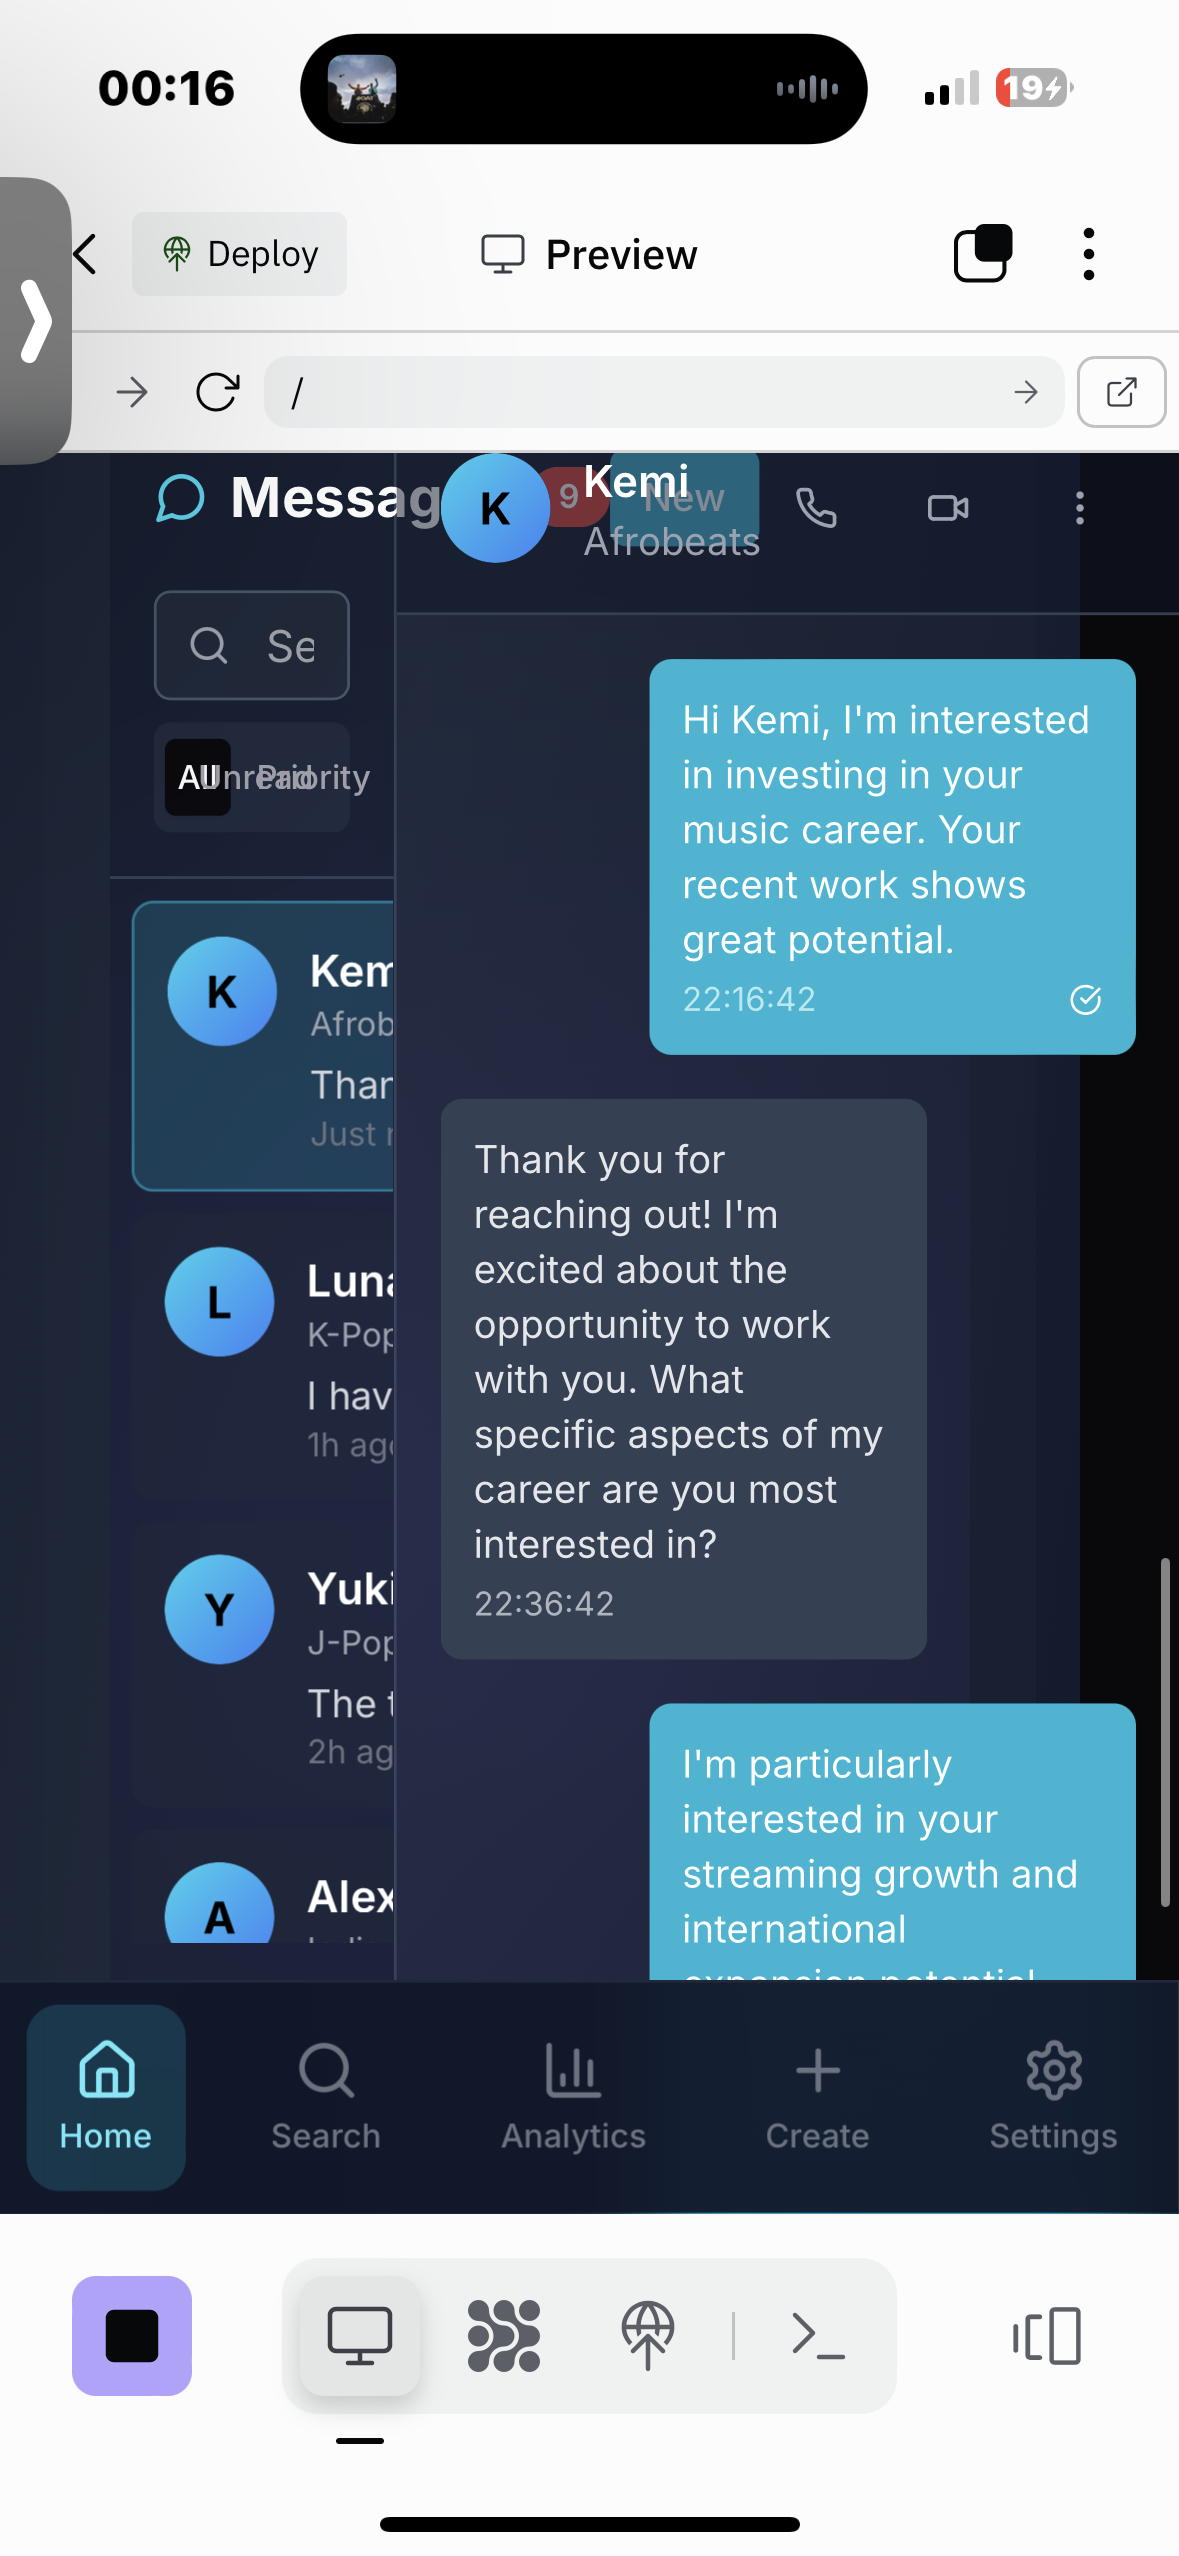 00:16
19
Deploy
Preview
/
Messag
9
New
K
Kemi
Afrobeats
Se
All
Unread
Priority
K
Kem
Afrob
Than
Just n
L
Luna
K-Pop
I hav
1h ago
Y
Yuki
J-Pop
The t
2h ag
A
Alex
Hi Kemi, I'm interested
in investing in your
music career. Your
recent work shows
great potential.
22:16:42
Thank you for
reaching out! I'm
excited about the
opportunity to work
with you. What
specific aspects of my
career are you most
interested in?
22:36:42
I'm particularly
interested in your
streaming growth and
international
expansion potential
Home
Search
Analytics
Create
Settings